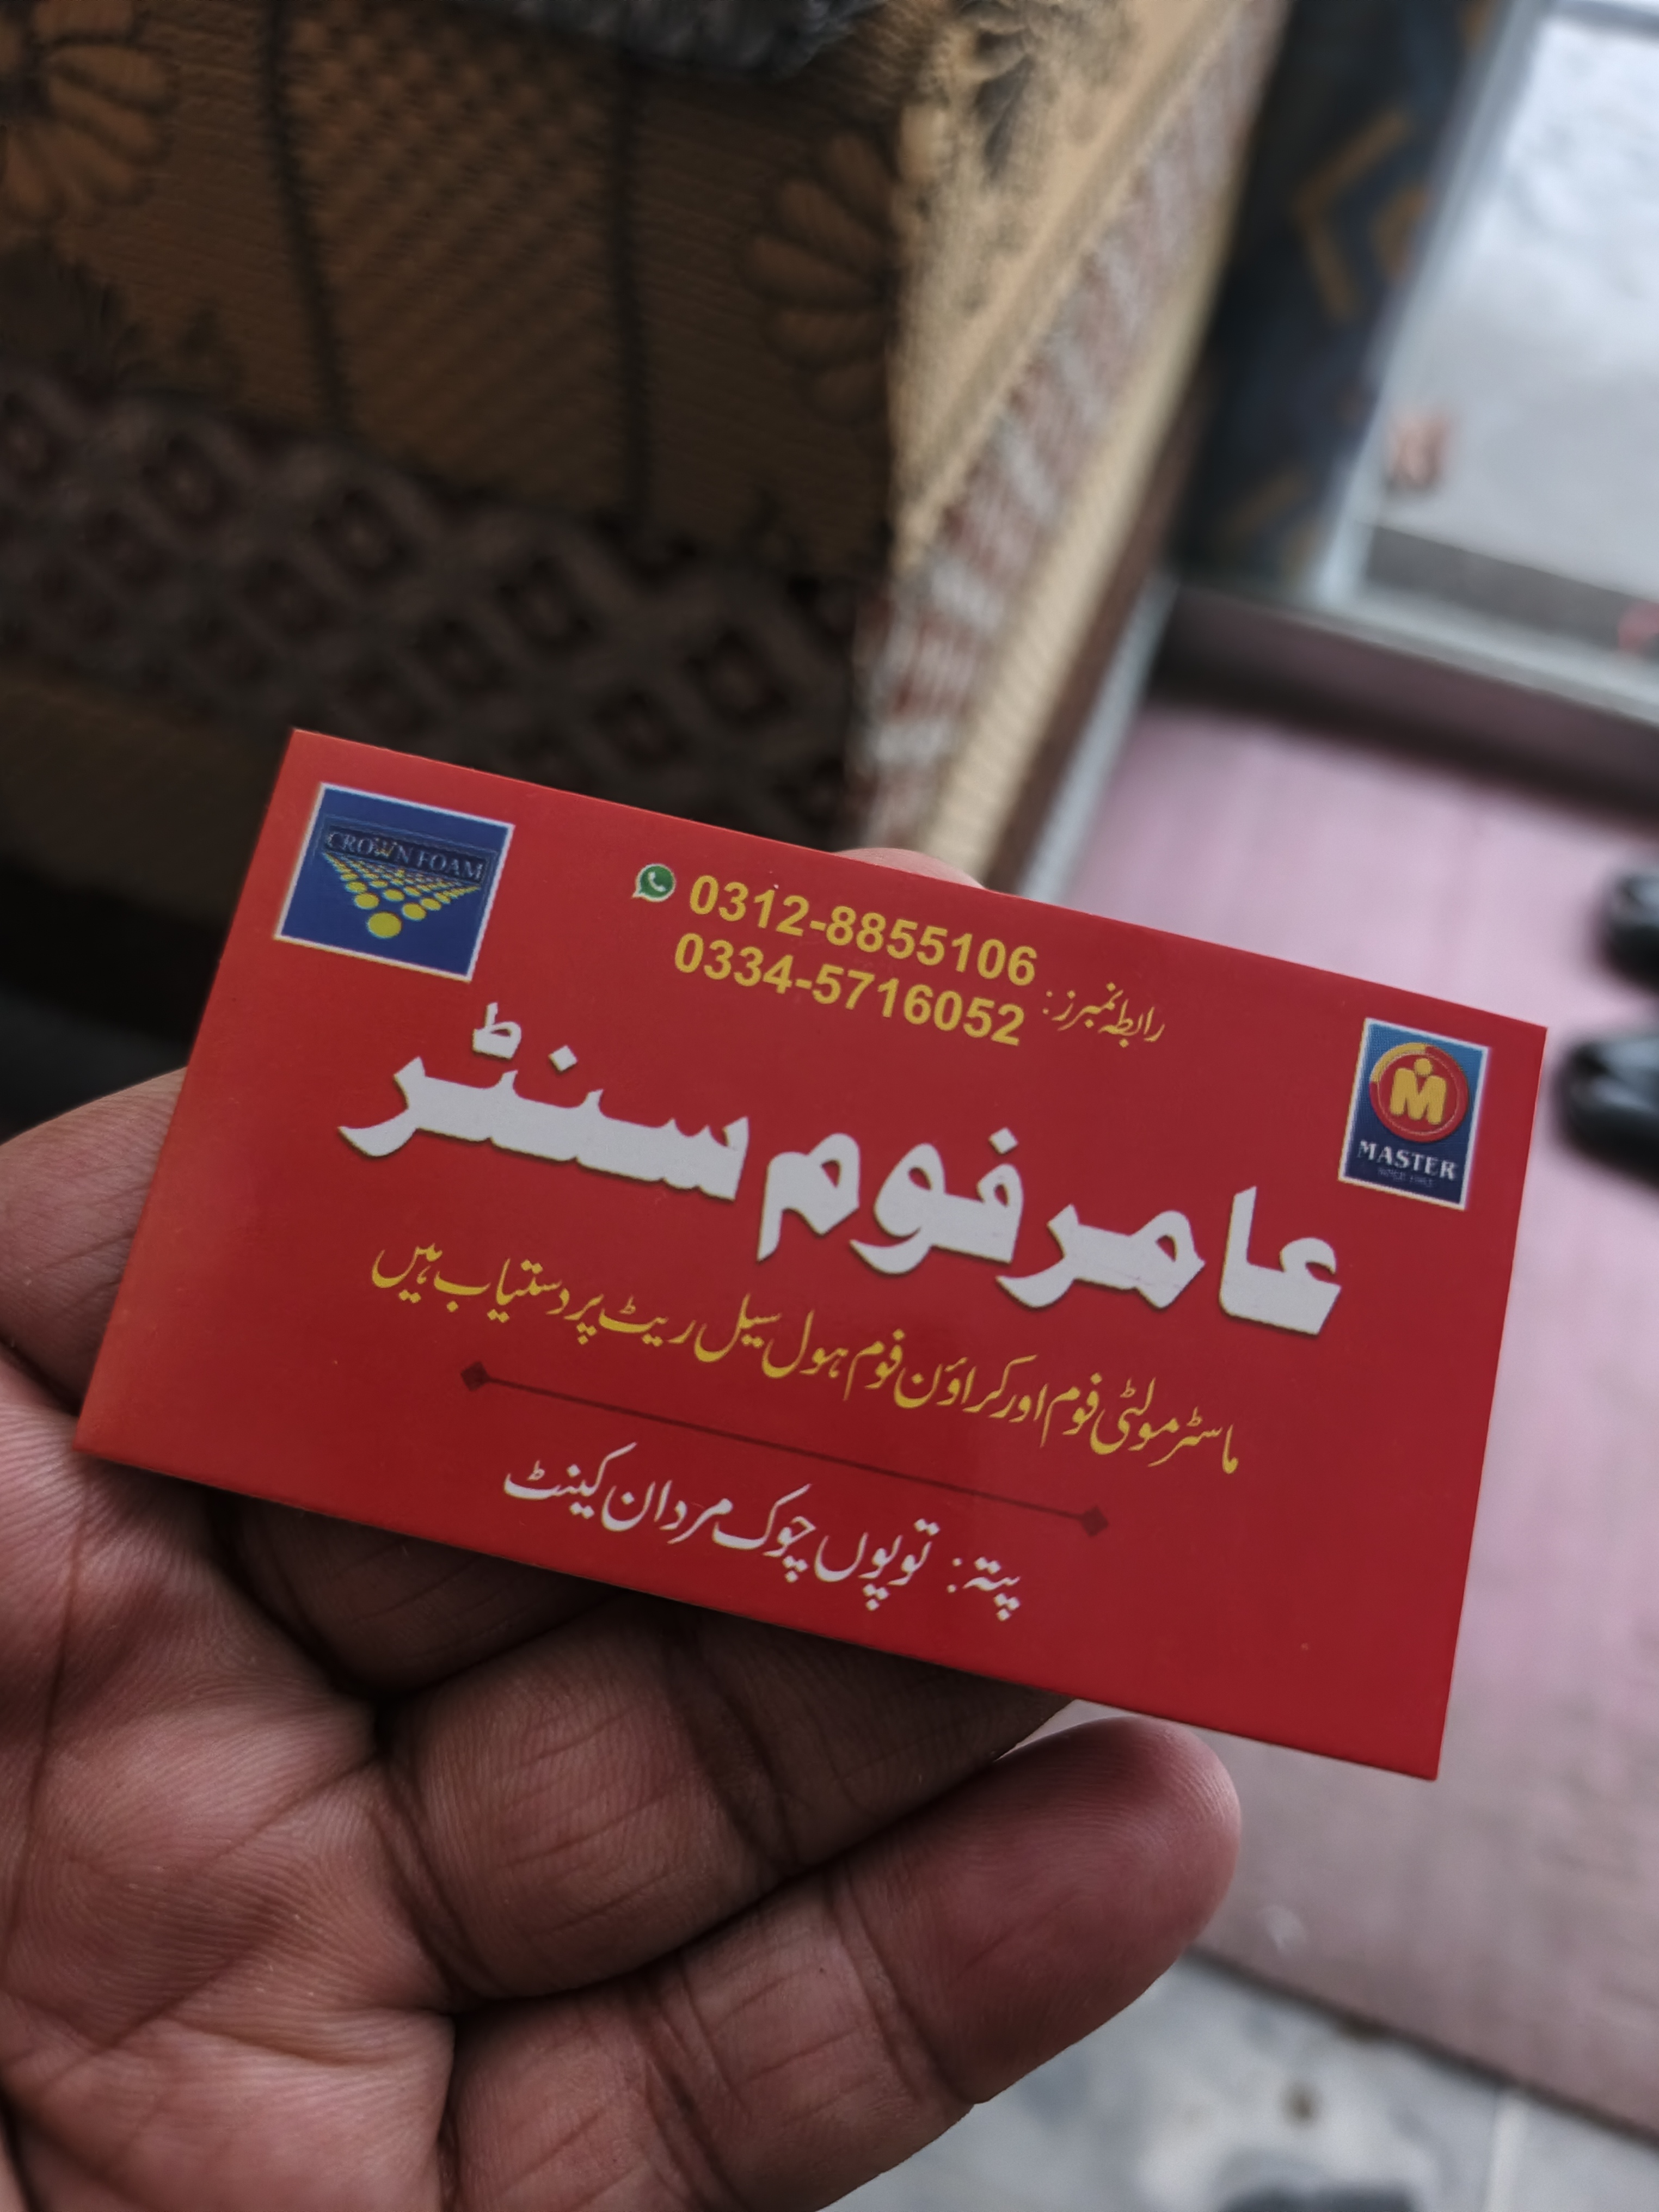 CROWN FOAM
0312-8855106
رابطہ نمبرز:
0334-5716052
MASTER
عامر فوم سنٹر
ماسٹر مولٹی فوم اور کراؤن فوم ہول سیل ریٹ پر دستیاب ہیں
پتۃ: توپوں چوک مردان کینٹ